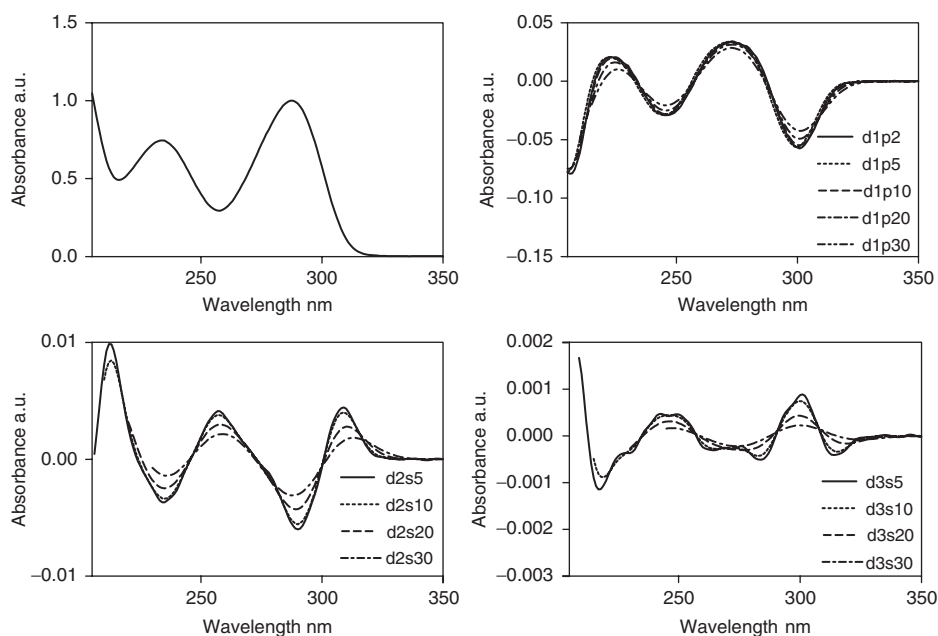 Absorbance a.u.
1.5
1.0
0.5
0.0
250
300
350
Wavelength nm
Absorbance a.u.
0.05
0.00
−0.05
−0.10
−0.15
d1p2
d1p5
d1p10
d1p20
d1p30
250
300
350
Wavelength nm
Absorbance a.u.
0.01
0.00
−0.01
d2s5
d2s10
d2s20
d2s30
250
300
350
Wavelength nm
Absorbance a.u.
0.002
0.001
0.000
−0.001
−0.002
−0.003
d3s5
d3s10
d3s20
d3s30
250
300
350
Wavelength nm